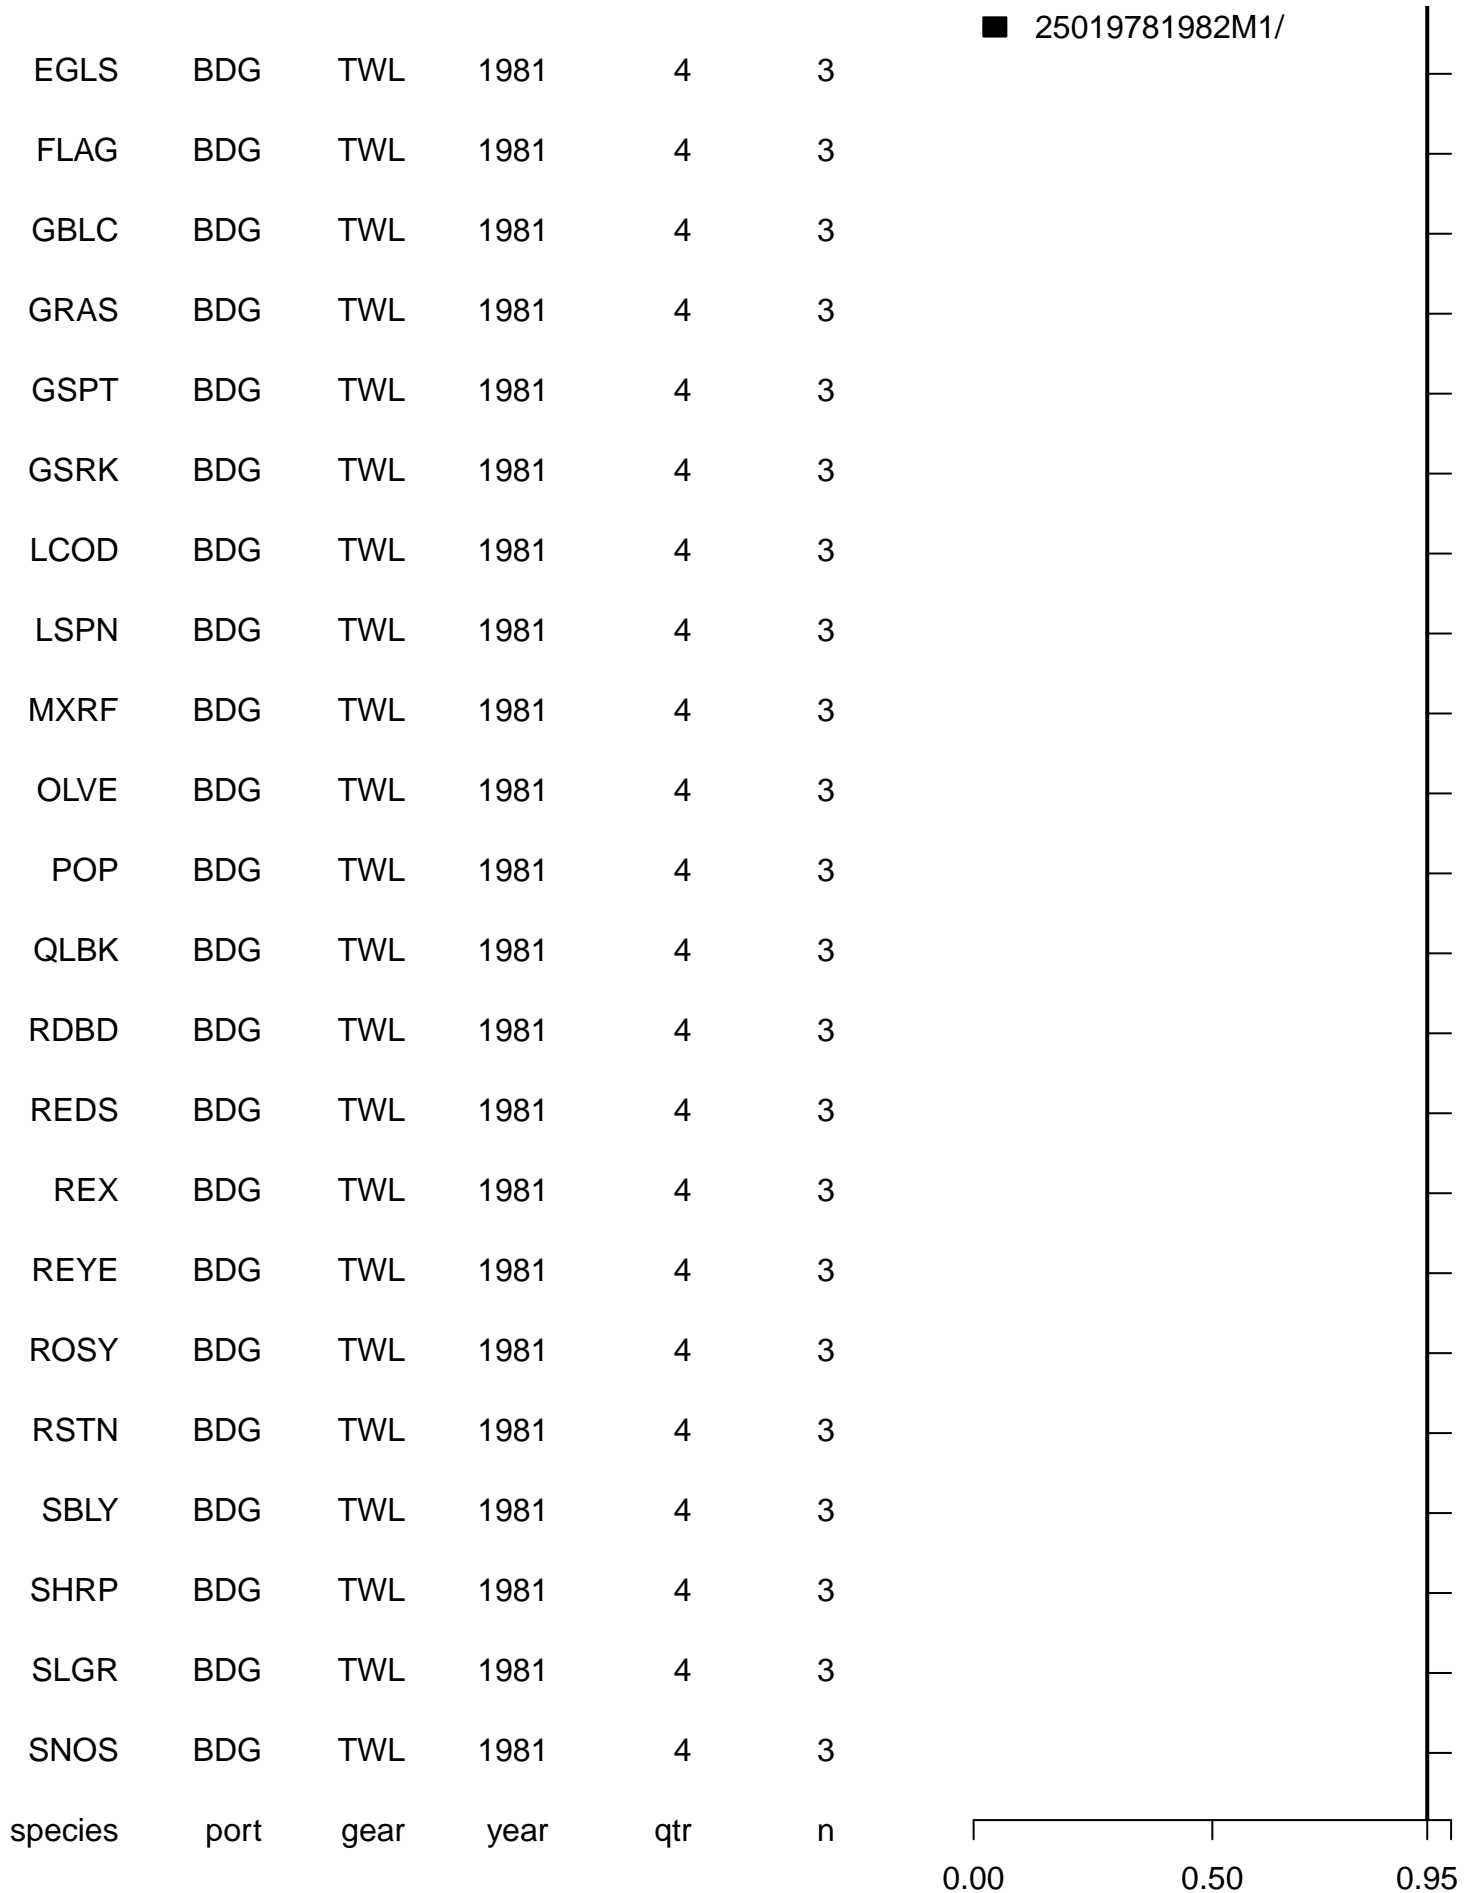 25019781982M1/
EGLS BDG TWL 1981 4 3
FLAG BDG TWL 1981 4 3
GBLC BDG TWL 1981 4 3
GRAS BDG TWL 1981 4 3
GSPT BDG TWL 1981 4 3
GSRK BDG TWL 1981 4 3
LCOD BDG TWL 1981 4 3
LSPN BDG TWL 1981 4 3
MXRF BDG TWL 1981 4 3
OLVE BDG TWL 1981 4 3
POP BDG TWL 1981 4 3
QLBK BDG TWL 1981 4 3
RDBD BDG TWL 1981 4 3
REDS BDG TWL 1981 4 3
REX BDG TWL 1981 4 3
REYE BDG TWL 1981 4 3
ROSY BDG TWL 1981 4 3
RSTN BDG TWL 1981 4 3
SBLY BDG TWL 1981 4 3
SHRP BDG TWL 1981 4 3
SLGR BDG TWL 1981 4 3
SNOS BDG TWL 1981 4 3
species port gear year qtr n
0.00 0.50 0.95